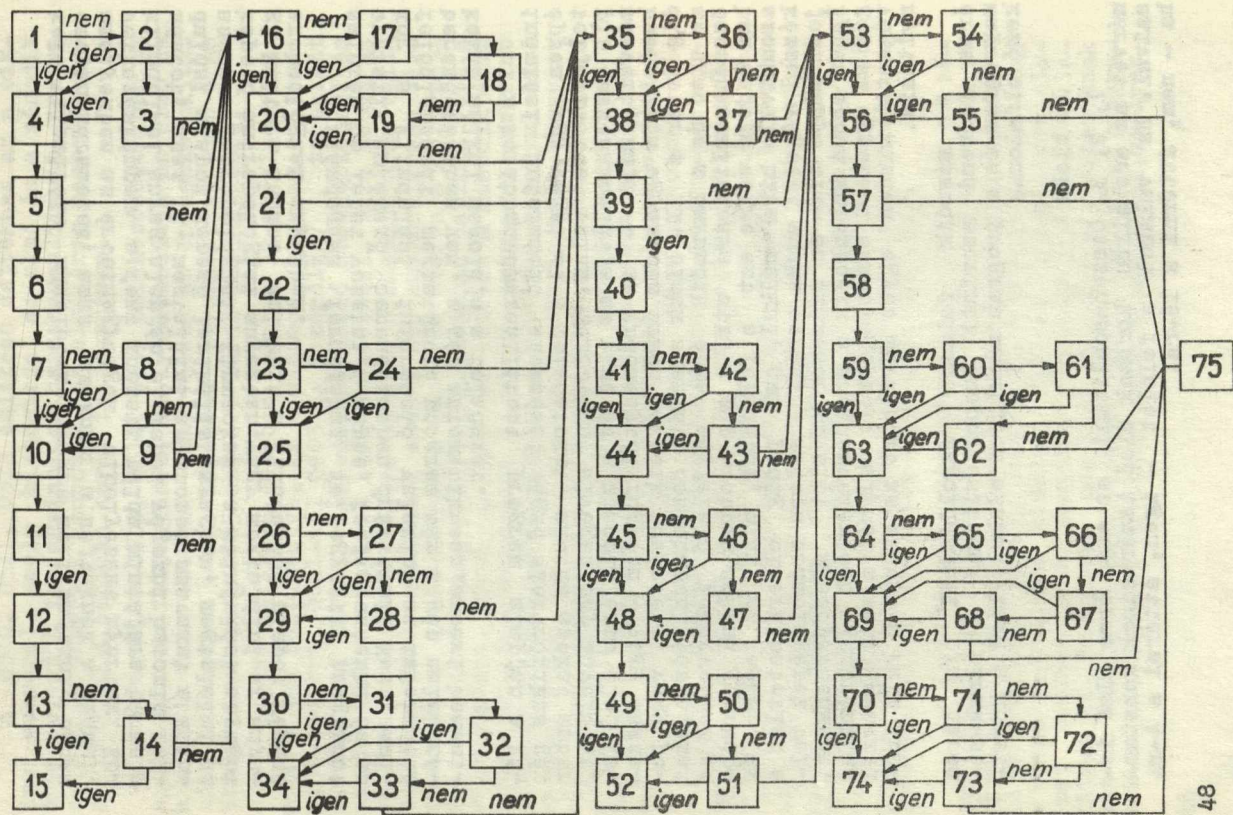 1 nem 2 16 nem 17 35 nem 36 53 nem 54
igen igen igen igen 18 igen igen nem igen igen nem
4 igen 3 nem 20 igen 19 nem 38 igen 37 nem 56 igen 55 nem
nem
5 nem 21 39 nem 57 nem
igen igen
6 22 40 58
7 nem 8 23 nem 24 nem 41 nem 42 59 nem 60 61
igen igen nem igen igen igen igen nem igen igen igen
10 igen 9 nem 25 44 igen 43 nem 63 igen 62 nem
75
11 nem 26 nem 27 45 nem 46 64 nem 65 66
igen igen igen nem igen igen nem igen igen igen igen nem
12 29 igen 28 nem 48 igen 47 nem 69 igen 68 nem 67
nem
13 nem 30 nem 31 49 nem 50 70 nem 71 nem
igen 14 nem igen igen igen 32 igen igen nem igen igen igen 72
15 igen 34 igen 33 nem nem 52 igen 51 74 igen 73 nem nem
48